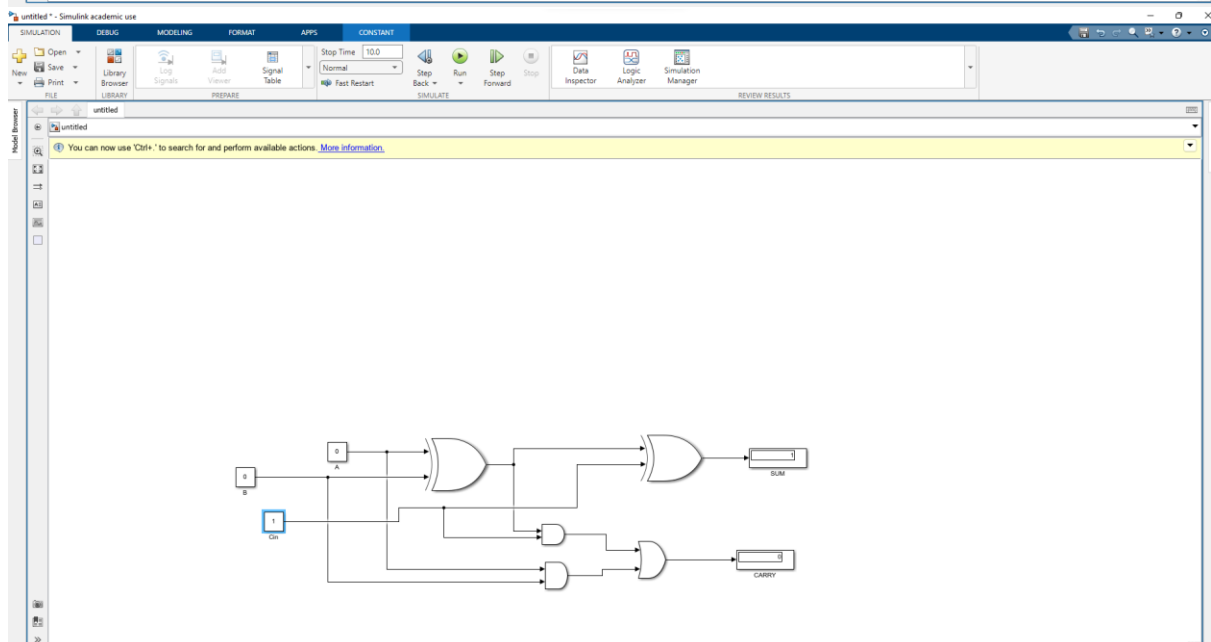 untitled * - Simulink academic use
SIMULATION DEBUG MODELING FORMAT APPS CONSTANT
New
Open
Save
Print
FILE
Library Browser
LIBRARY
Log Signals
Add Viewer
Signal Table
PREPARE
Stop Time 10.0
Normal
Fast Restart
Step Back
Run
Step Forward
Stop
SIMULATE
Data Inspector
Logic Analyzer
Simulation Manager
REVIEW RESULTS
Model Browser
untitled
untitled
You can now use 'Ctrl+.' to search for and perform available actions. More information.
0
A
0
B
1
Cin
1
SUM
0
CARRY